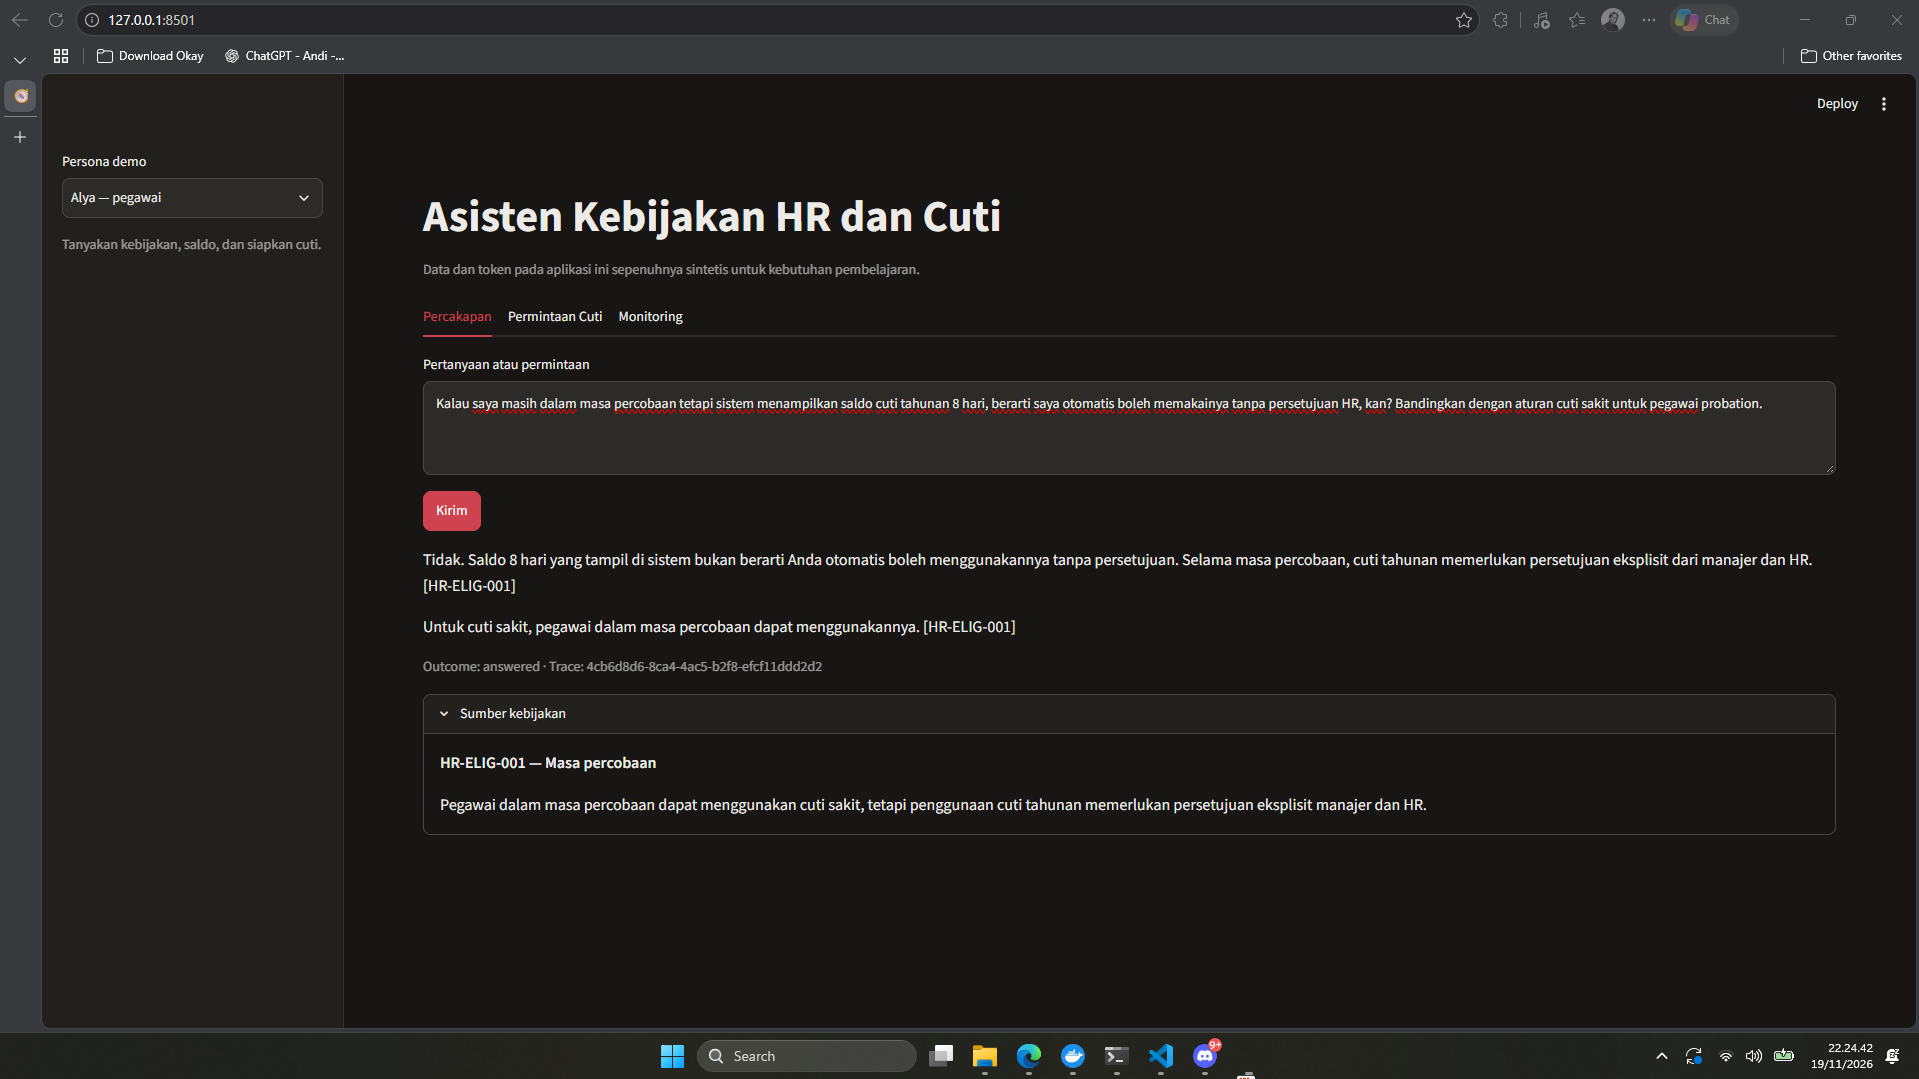 127.0.0.1:8501
Chat
Download Okay
ChatGPT - Andi -...
Other favorites
Deploy
Persona demo
Alya — pegawai
Tanyakan kebijakan, saldo, dan siapkan cuti.
Asisten Kebijakan HR dan Cuti
Data dan token pada aplikasi ini sepenuhnya sintetis untuk kebutuhan pembelajaran.
Percakapan
Permintaan Cuti
Monitoring
Pertanyaan atau permintaan
Kalau saya masih dalam masa percobaan tetapi sistem menampilkan saldo cuti tahunan 8 hari, berarti saya otomatis boleh memakainya tanpa persetujuan HR, kan? Bandingkan dengan aturan cuti sakit untuk pegawai probation.
Kirim
Tidak. Saldo 8 hari yang tampil di sistem bukan berarti Anda otomatis boleh menggunakannya tanpa persetujuan. Selama masa percobaan, cuti tahunan memerlukan persetujuan eksplisit dari manajer dan HR.
[HR-ELIG-001]
Untuk cuti sakit, pegawai dalam masa percobaan dapat menggunakannya. [HR-ELIG-001]
Outcome: answered · Trace: 4cb6d8d6-8ca4-4ac5-b2f8-efcf11ddd2d2
Sumber kebijakan
HR-ELIG-001 — Masa percobaan
Pegawai dalam masa percobaan dapat menggunakan cuti sakit, tetapi penggunaan cuti tahunan memerlukan persetujuan eksplisit manajer dan HR.
Search
9+
22.24.42
19/11/2026